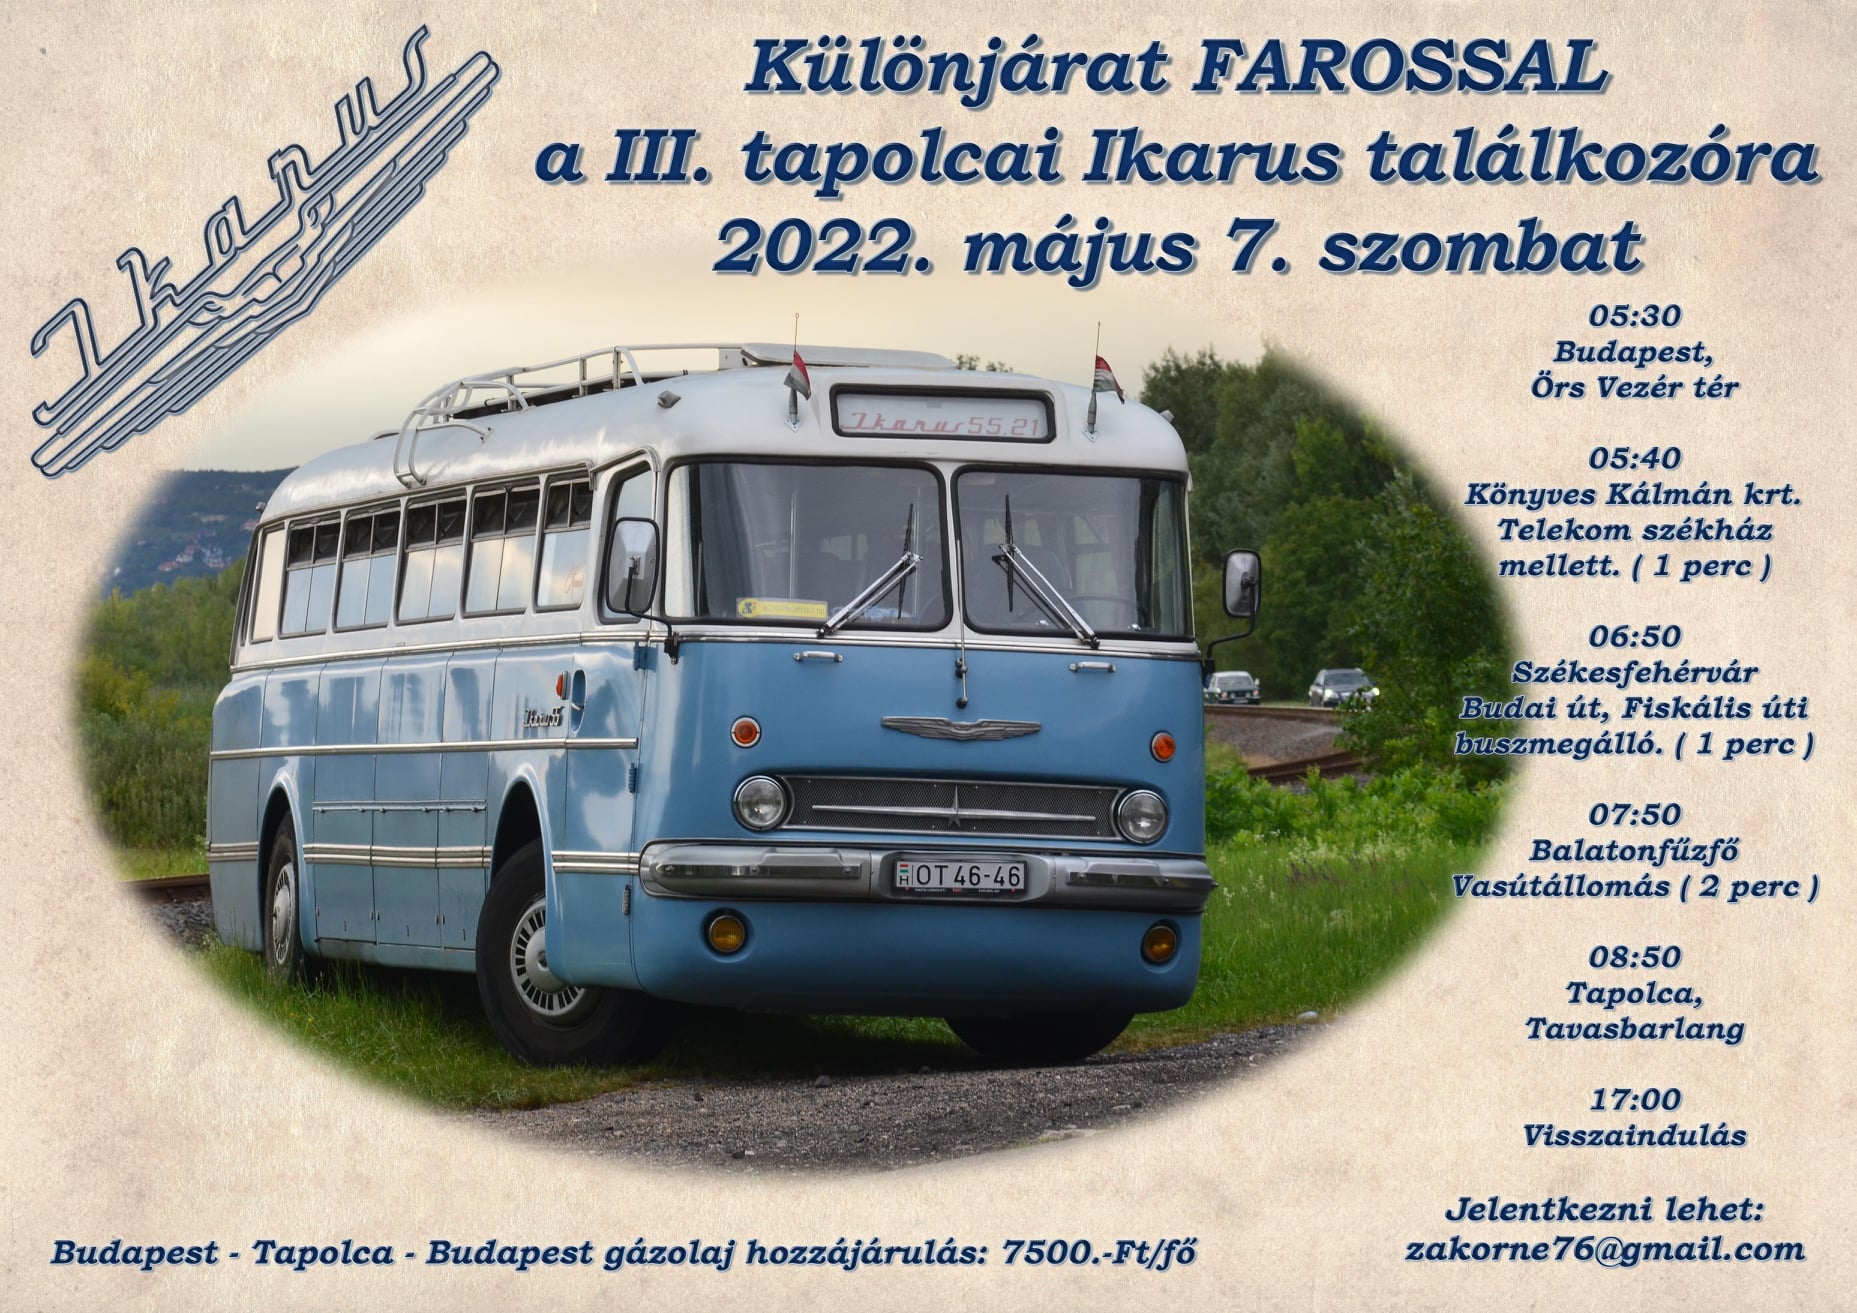 Ikarus
Különjárat FAROSSAL
a III. tapolcai Ikarus találkozóra
2022. május 7. szombat
05:30
Budapest,
Örs Vezér tér
05:40
Könyves Kálmán krt.
Telekom székház
mellett. ( 1 perc )
06:50
Székesfehérvár
Budai út, Fiskális úti
buszmegálló. ( 1 perc )
07:50
Balatonfűzfő
Vasútállomás ( 2 perc )
08:50
Tapolca,
Tavasbarlang
17:00
Visszaindulás
Jelentkezni lehet:
zakorne76@gmail.com
Ikarus 55.21
Ikarus 55
H OT 46-46
Budapest - Tapolca - Budapest gázolaj hozzájárulás: 7500.-Ft/fő